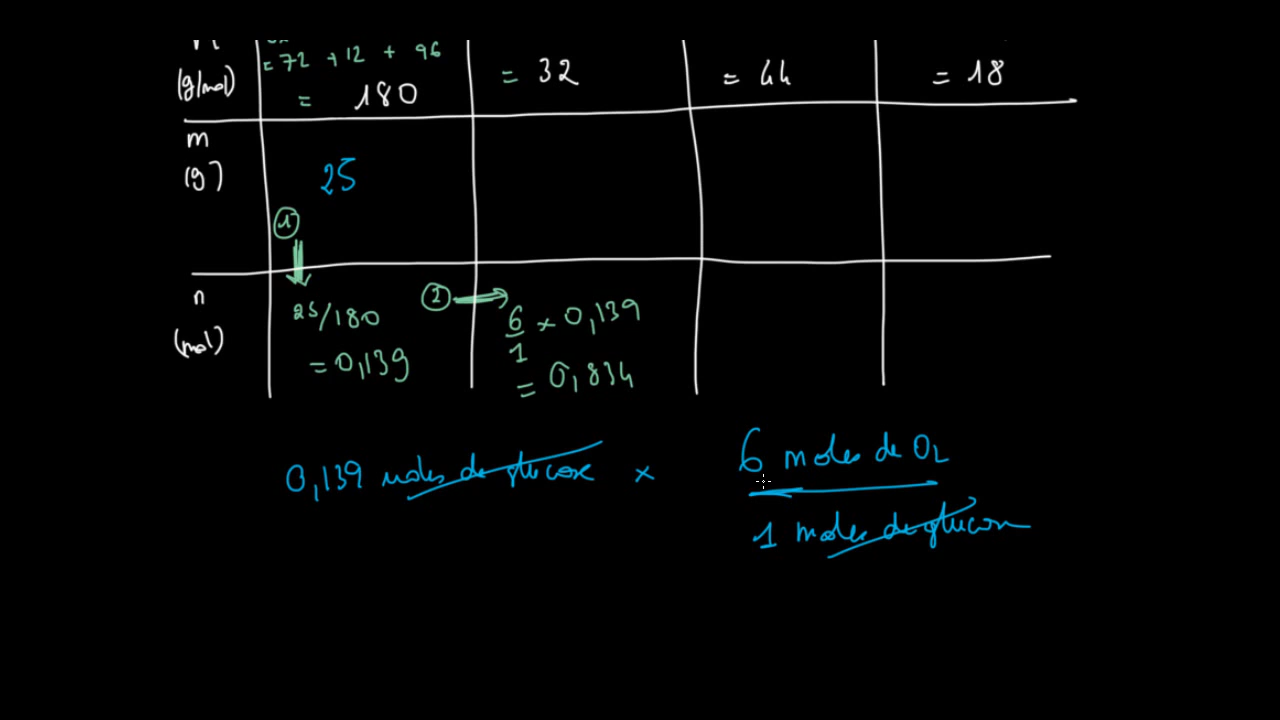 = 72 + 12 + 96
(g/mol) = 180 = 32 = 44 = 18
m
(g) 25
1
n 25/180 2 6/1 × 0,139
(mol) = 0,139 = 0,834
0,139 moles de glucose × 6 moles de O2
1 moles de glucose